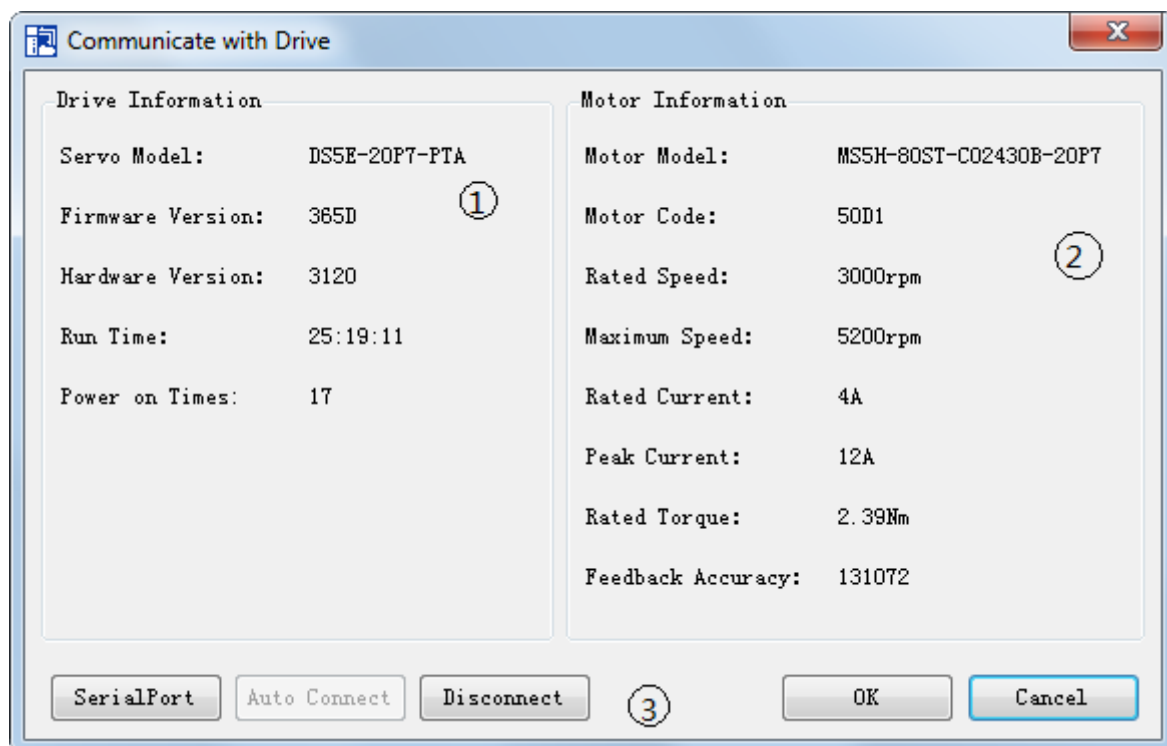 Communicate with Drive
Drive Information
Servo Model: DS5E-20P7-PTA
①
Firmware Version: 365D
Hardware Version: 3120
Run Time: 25:19:11
Power on Times: 17
Motor Information
Motor Model: MS5H-80ST-C02430B-20P7
Motor Code: 50D1
②
Rated Speed: 3000rpm
Maximum Speed: 5200rpm
Rated Current: 4A
Peak Current: 12A
Rated Torque: 2.39Nm
Feedback Accuracy: 131072
SerialPort Auto Connect Disconnect ③ OK Cancel